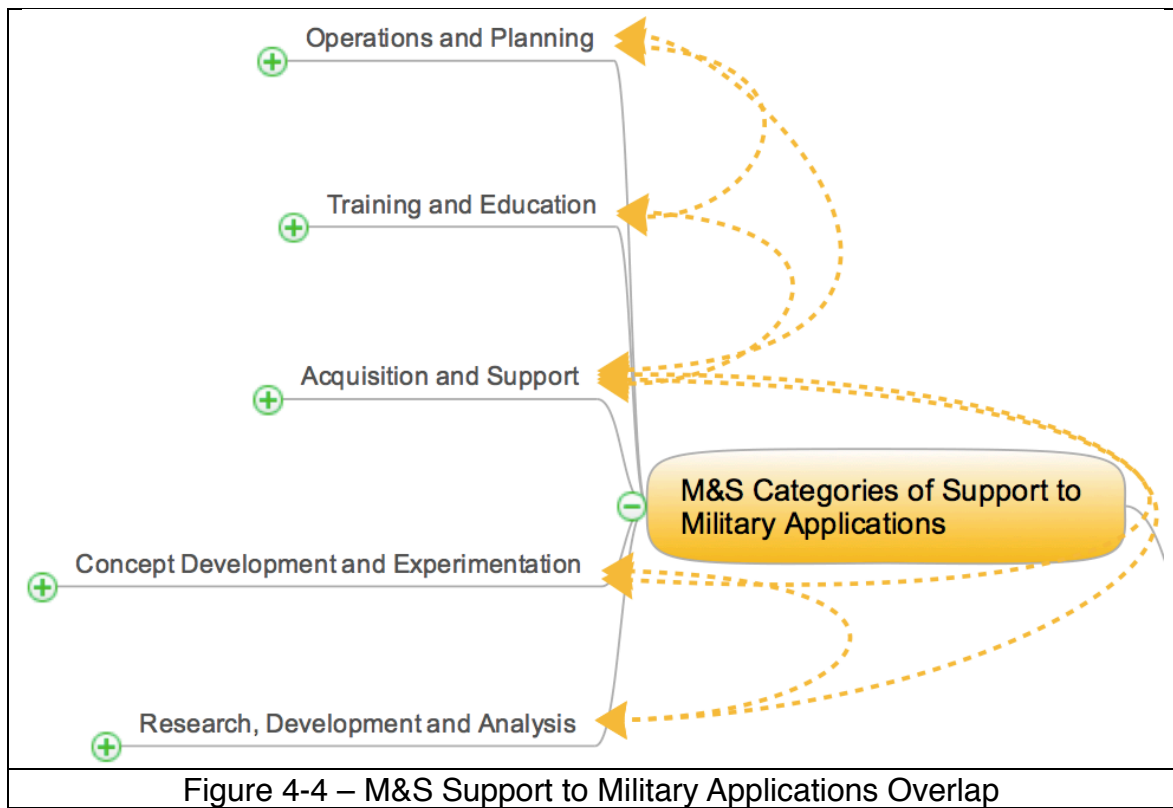 Operations and Planning
Training and Education
Acquisition and Support
M&S Categories of Support to
Military Applications
Concept Development and Experimentation
Research, Development and Analysis
Figure 4-4 – M&S Support to Military Applications Overlap